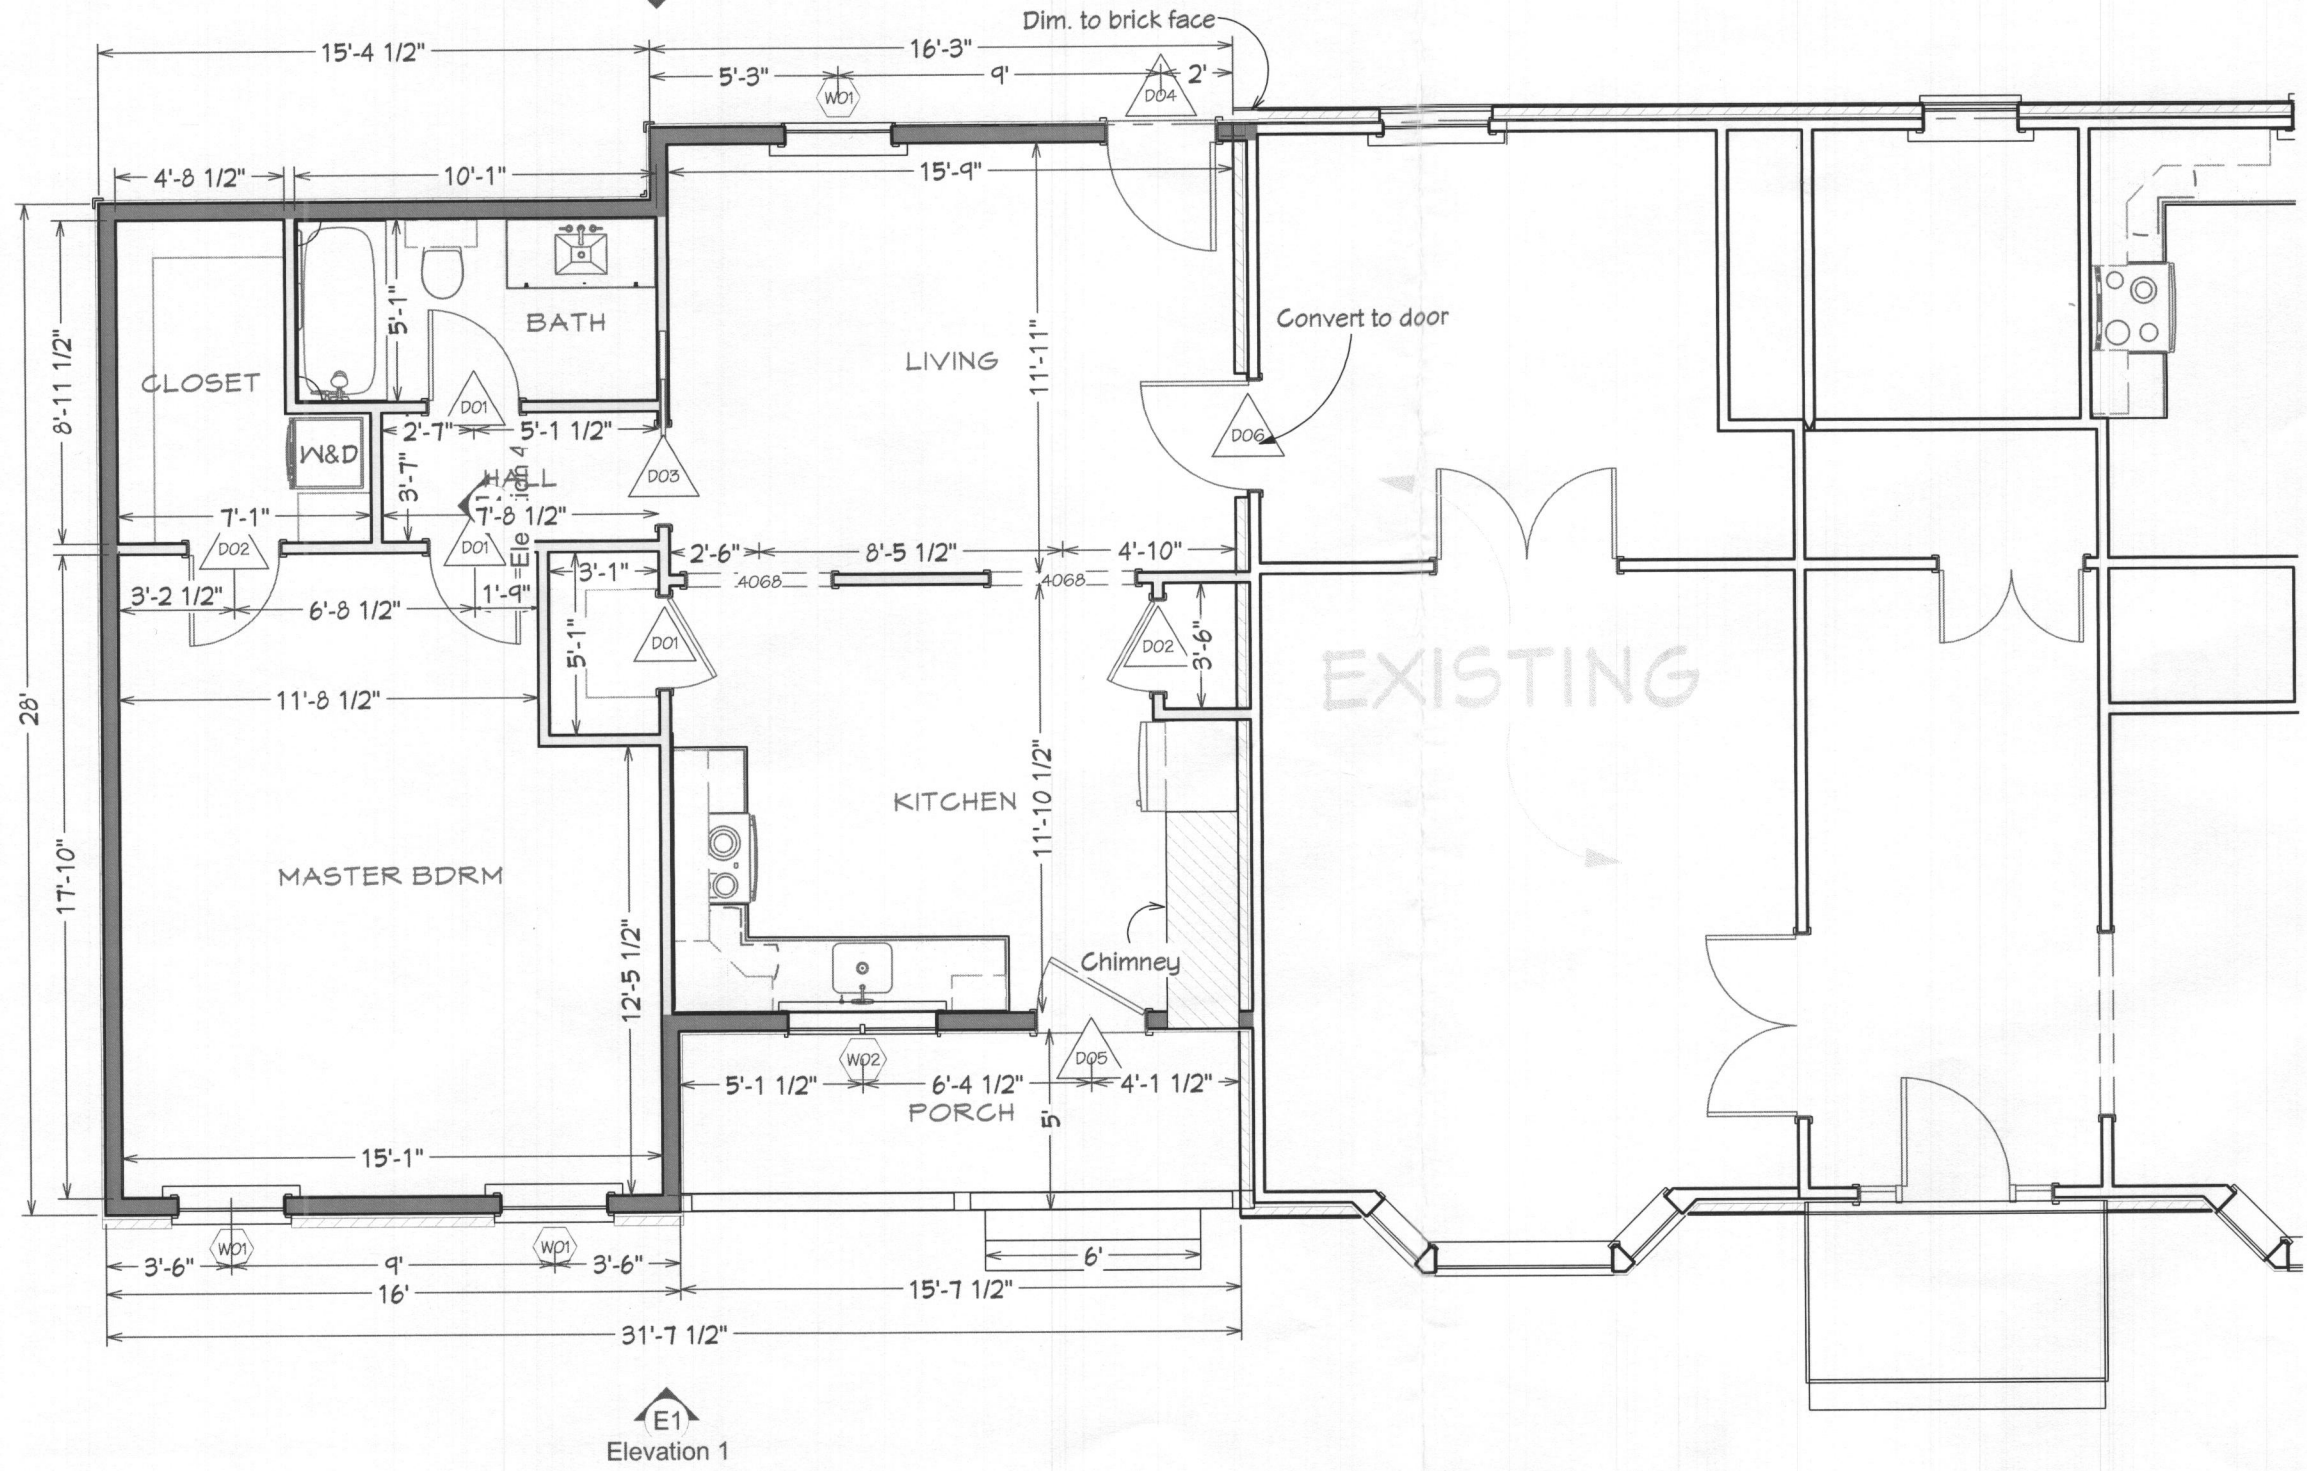 Dim. to brick face
15'-4 1/2"
16'-3"
5'-3"
9'
2'
W01
D04
4'-8 1/2"
10'-1"
15'-9"
5'-1"
BATH
Convert to door
8'-11 1/2"
CLOSET
LIVING
11'-11"
D01
D06
2'-7"
5'-1 1/2"
W&D
3'-7"
HALL
D03
7'-1"
7'-8 1/2"
D02
D01
2'-6"
8'-5 1/2"
4'-10"
3'-1"
4068
4068
3'-2 1/2"
6'-8 1/2"
1'-9"
5'-1"
D01
D02
3'-6"
EXISTING
28'
11'-8 1/2"
KITCHEN
11'-10 1/2"
17'-10"
MASTER BDRM
12'-5 1/2"
Chimney
W02
D05
5'-1 1/2"
6'-4 1/2"
4'-1 1/2"
PORCH
5'
15'-1"
W01
W01
3'-6"
9'
3'-6"
6'
16'
15'-7 1/2"
31'-7 1/2"
E1
Elevation 1